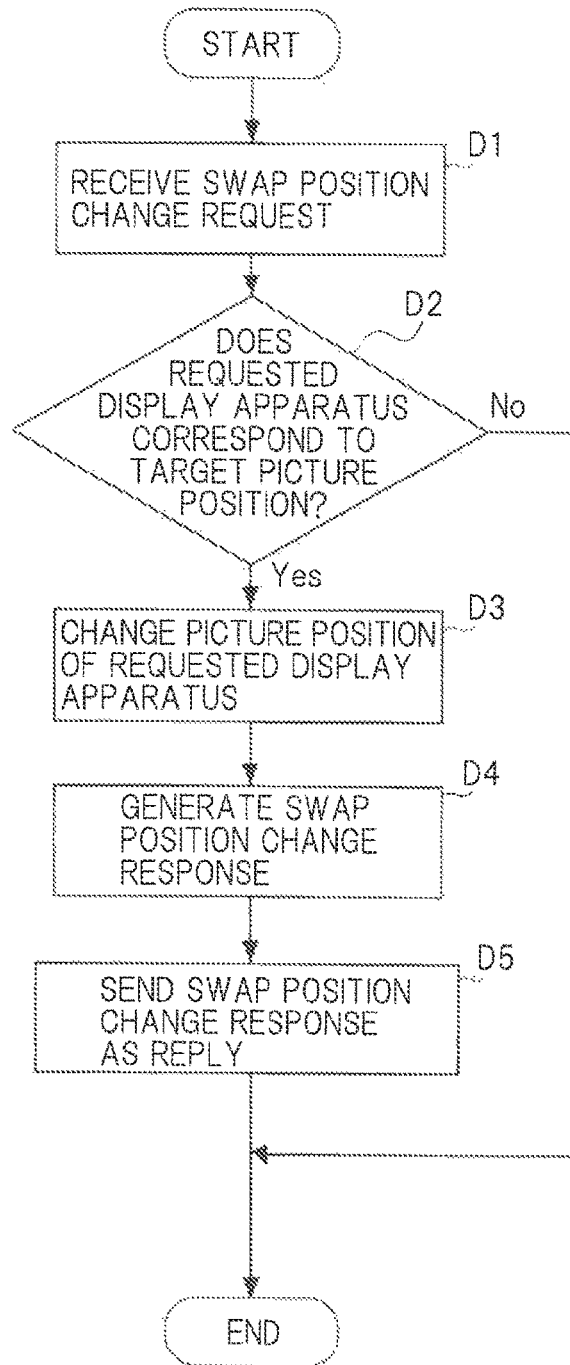 START
D1
RECEIVE SWAP POSITION
CHANGE REQUEST
D2
DOES
REQUESTED
DISPLAY APPARATUS
CORRESPOND TO
TARGET PICTURE
POSITION?
No
Yes
D3
CHANGE PICTURE POSITION
OF REQUESTED DISPLAY
APPARATUS
D4
GENERATE SWAP
POSITION CHANGE
RESPONSE
D5
SEND SWAP POSITION
CHANGE RESPONSE
AS REPLY
END